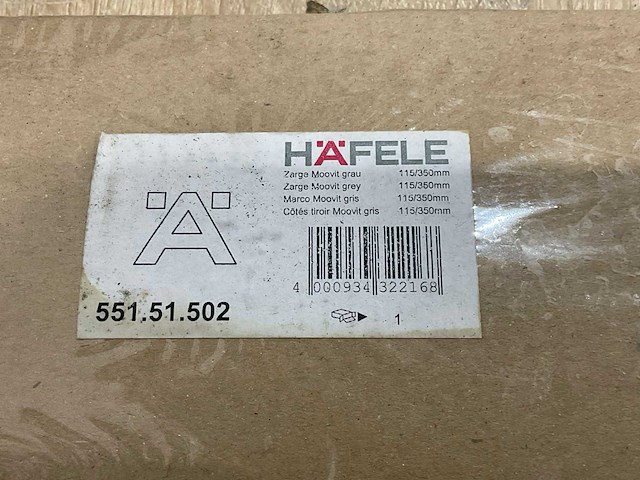 HÄFELE
Zarge Moovit grau 115/350mm
Zarge Moovit grey 115/350mm
Marco Moovit gris 115/350mm
Côtés tiroir Moovit gris 115/350mm
Ä
4 000934 322168
551.51.502
1